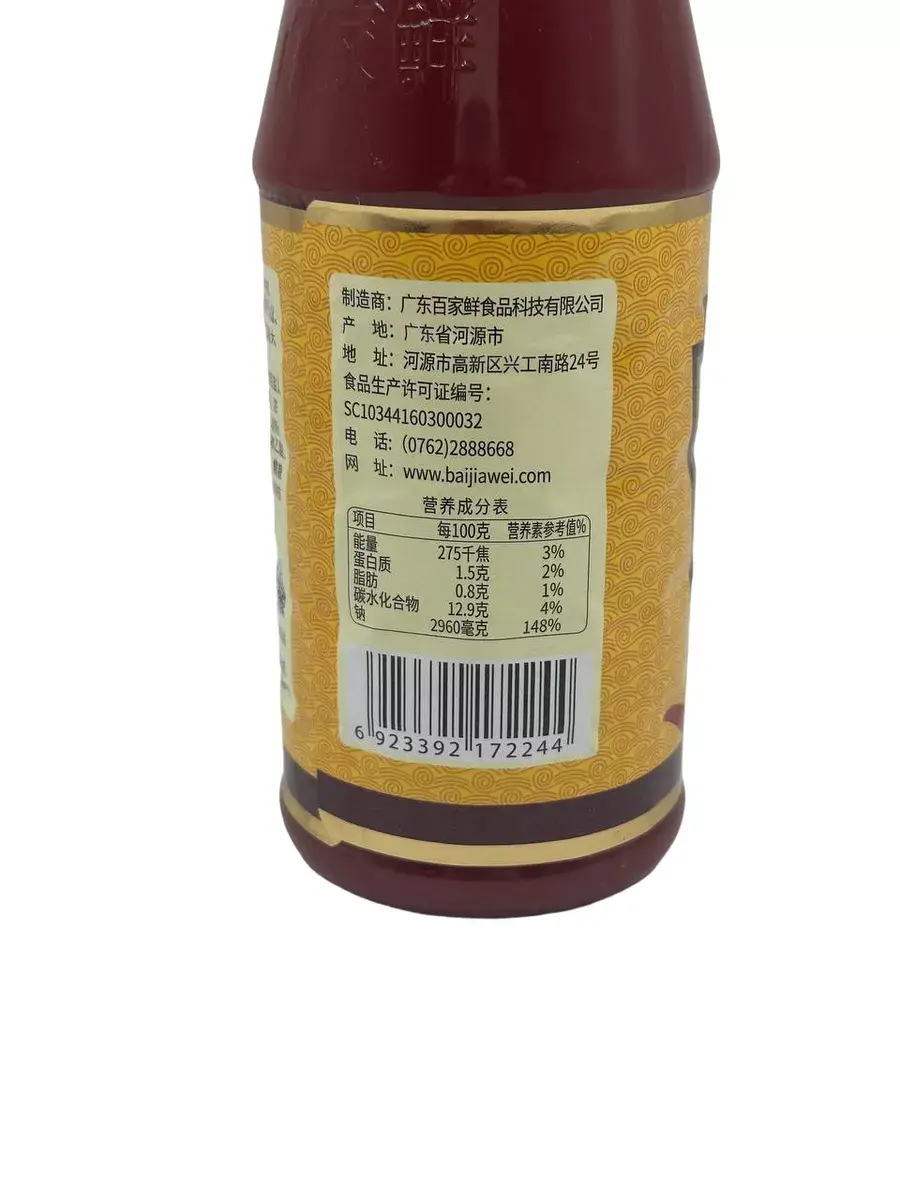 鲜
制造商：广东百家鲜食品科技有限公司
产 地：广东省河源市
地 址：河源市高新区兴工南路24号
食品生产许可证编号：
SC10344160300032
电 话：(0762)2888668
网 址：www.baijiawei.com
营养成分表
项目 每100克 营养素参考值%
能量 275千焦 3%
蛋白质 1.5克 2%
脂肪 0.8克 1%
碳水化合物 12.9克 4%
钠 2960毫克 148%
6 923392 172244